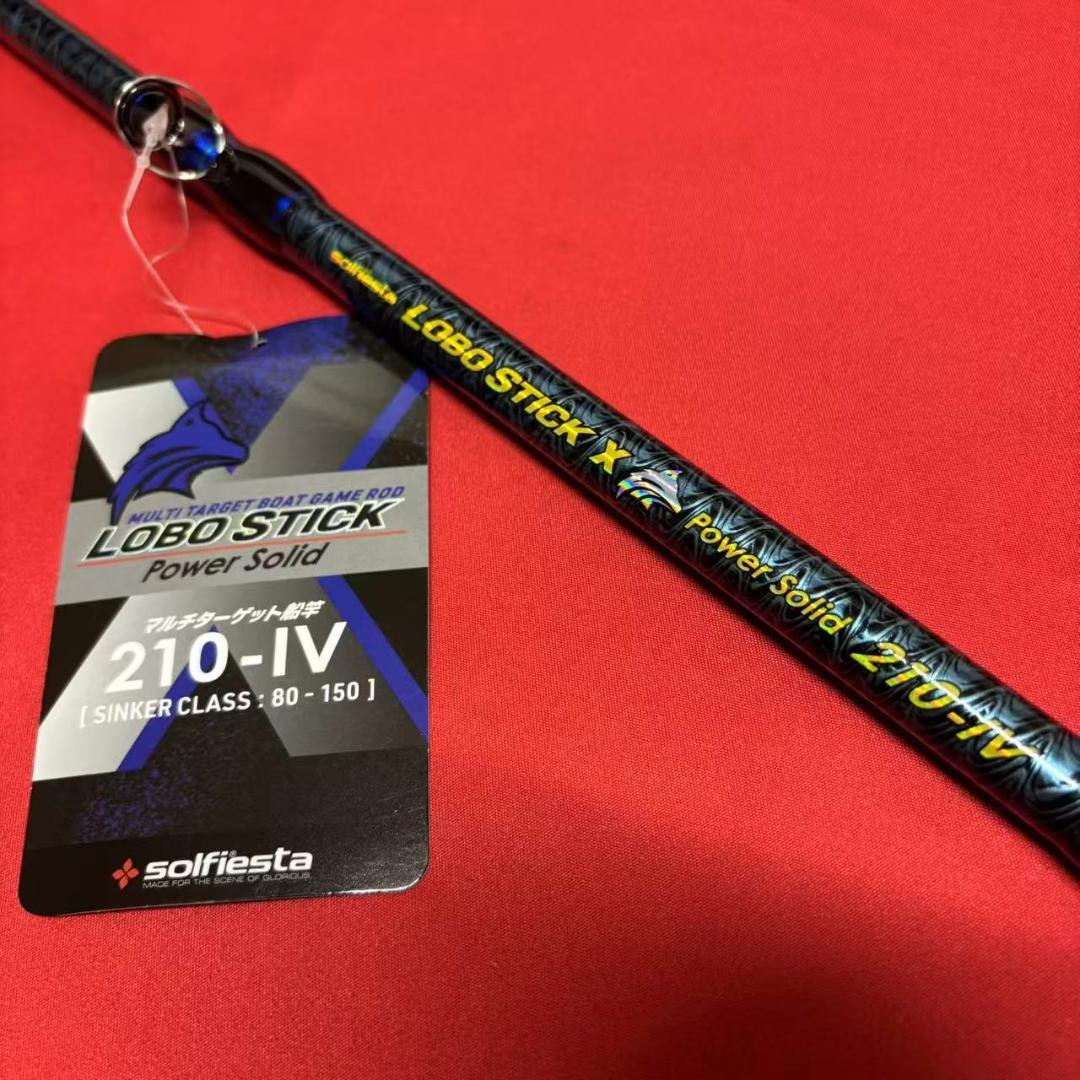 solfiesta LOBO STICK X Power Solid 210-IV
MULTI TARGET BOAT GAME ROD
LOBO STICK
Power Solid
マルチターゲット船竿
210-IV
[ SINKER CLASS : 80 - 150 ]
solfiesta®
MADE FOR THE SCENE OF GLORIOUS.